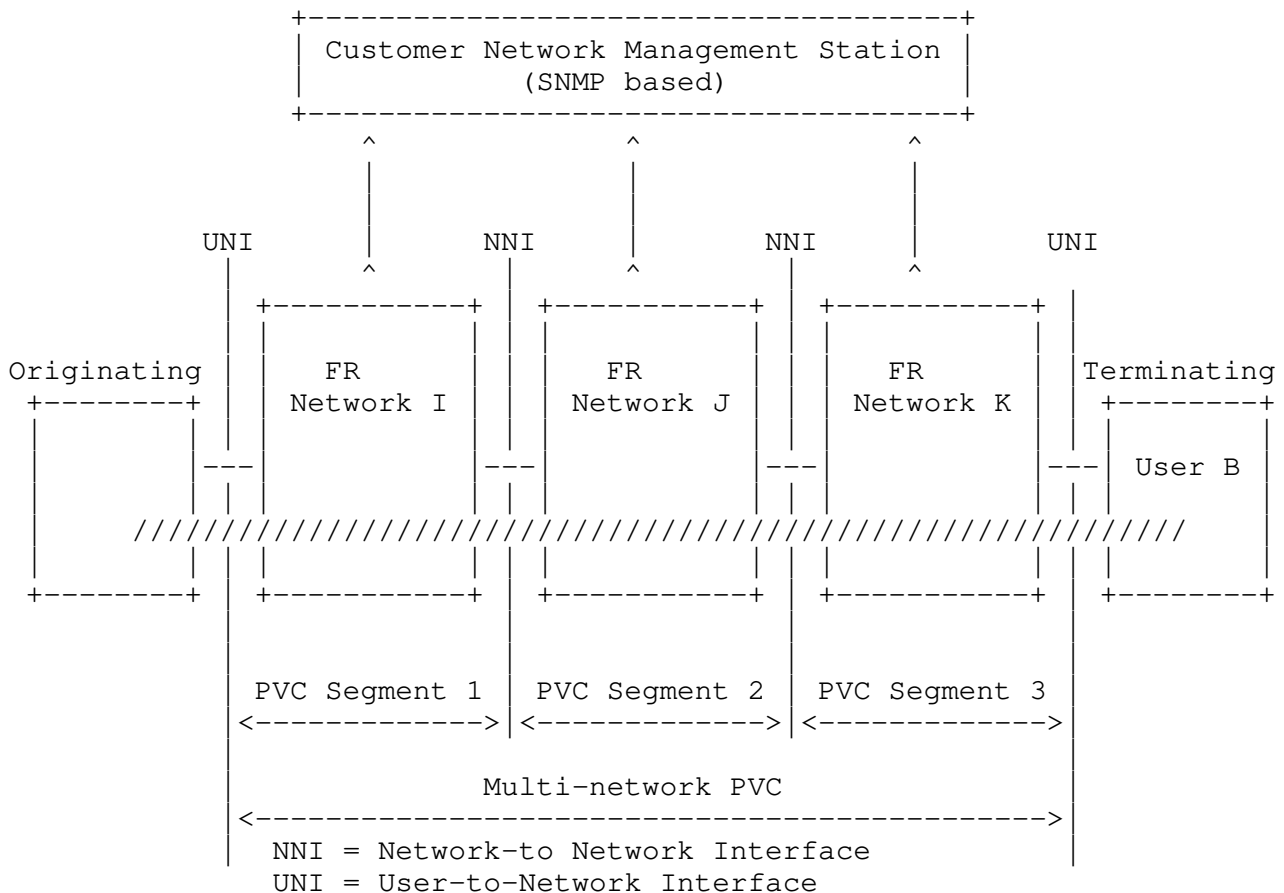 Customer Network Management Station
(SNMP based)
UNI NNI NNI UNI
Originating FR FR FR Terminating
Network I Network J Network K
User B
PVC Segment 1 PVC Segment 2 PVC Segment 3
Multi-network PVC
NNI = Network-to Network Interface
UNI = User-to-Network Interface